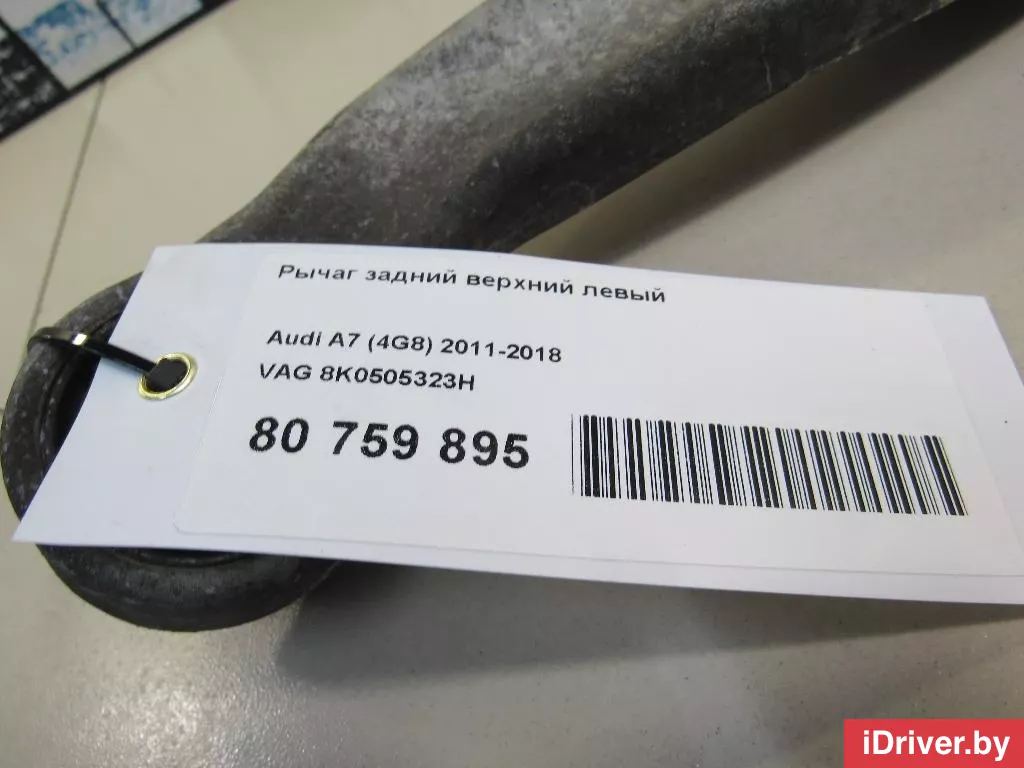 Рычаг задний верхний левый
Audi A7 (4G8) 2011-2018
VAG 8K0505323H
80 759 895
iDriver.by